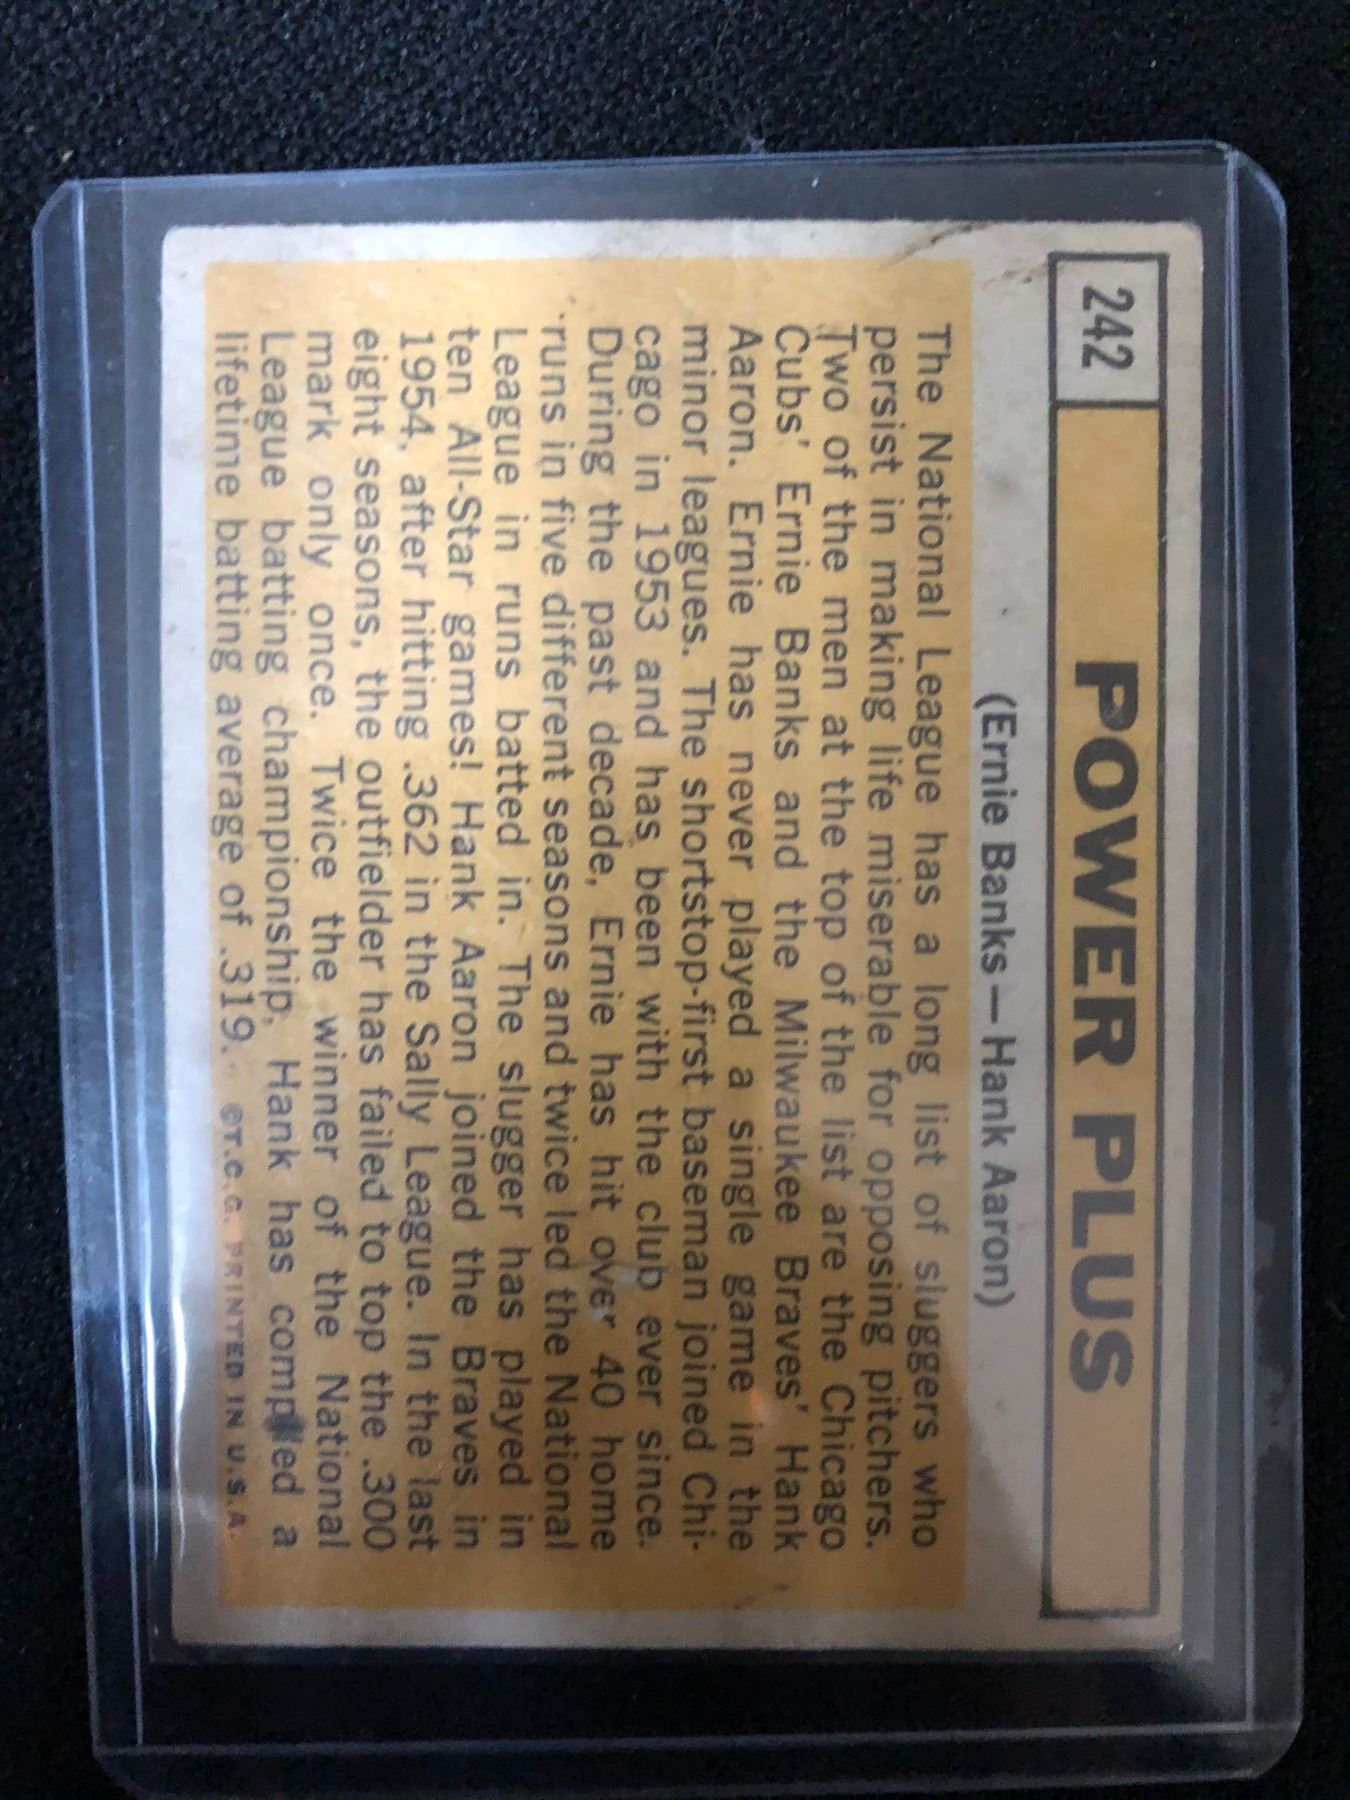 242
POWER PLUS
(Ernie Banks — Hank Aaron)
The National League has a long list of sluggers who
persist in making life miserable for opposing pitchers.
Two of the men at the top of the list are the Chicago
Cubs' Ernie Banks and the Milwaukee Braves' Hank
Aaron. Ernie has never played a single game in the
minor leagues. The shortstop-first baseman joined Chi-
cago in 1953 and has been with the club ever since.
During the past decade, Ernie has hit over 40 home
runs in five different seasons and twice led the National
League in runs batted in. The slugger has played in
ten All-Star games! Hank Aaron joined the Braves in
1954, after hitting .362 in the Sally League. In the last
eight seasons, the outfielder has failed to top the .300
mark only once. Twice the winner of the National
League batting championship, Hank has compiled a
lifetime batting average of .319. ©T.C.G. PRINTED IN U.S.A.